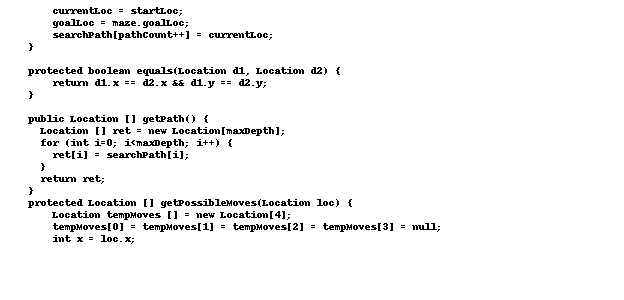 currentLoc = startLoc;
goalLoc = maze.goalLoc;
searchPath[pathCount++] = currentLoc;
}
protected boolean equals(Location d1, Location d2) {
return d1.x == d2.x && d1.y == d2.y;
}
public Location [] getPath() {
Location [] ret = new Location[maxDepth];
for (int i=0; i<maxDepth; i++) {
ret[i] = searchPath[i];
}
return ret;
}
protected Location [] getPossibleMoves(Location loc) {
Location tempMoves [] = new Location[4];
tempMoves[0] = tempMoves[1] = tempMoves[2] = tempMoves[3] = null;
int x = loc.x;